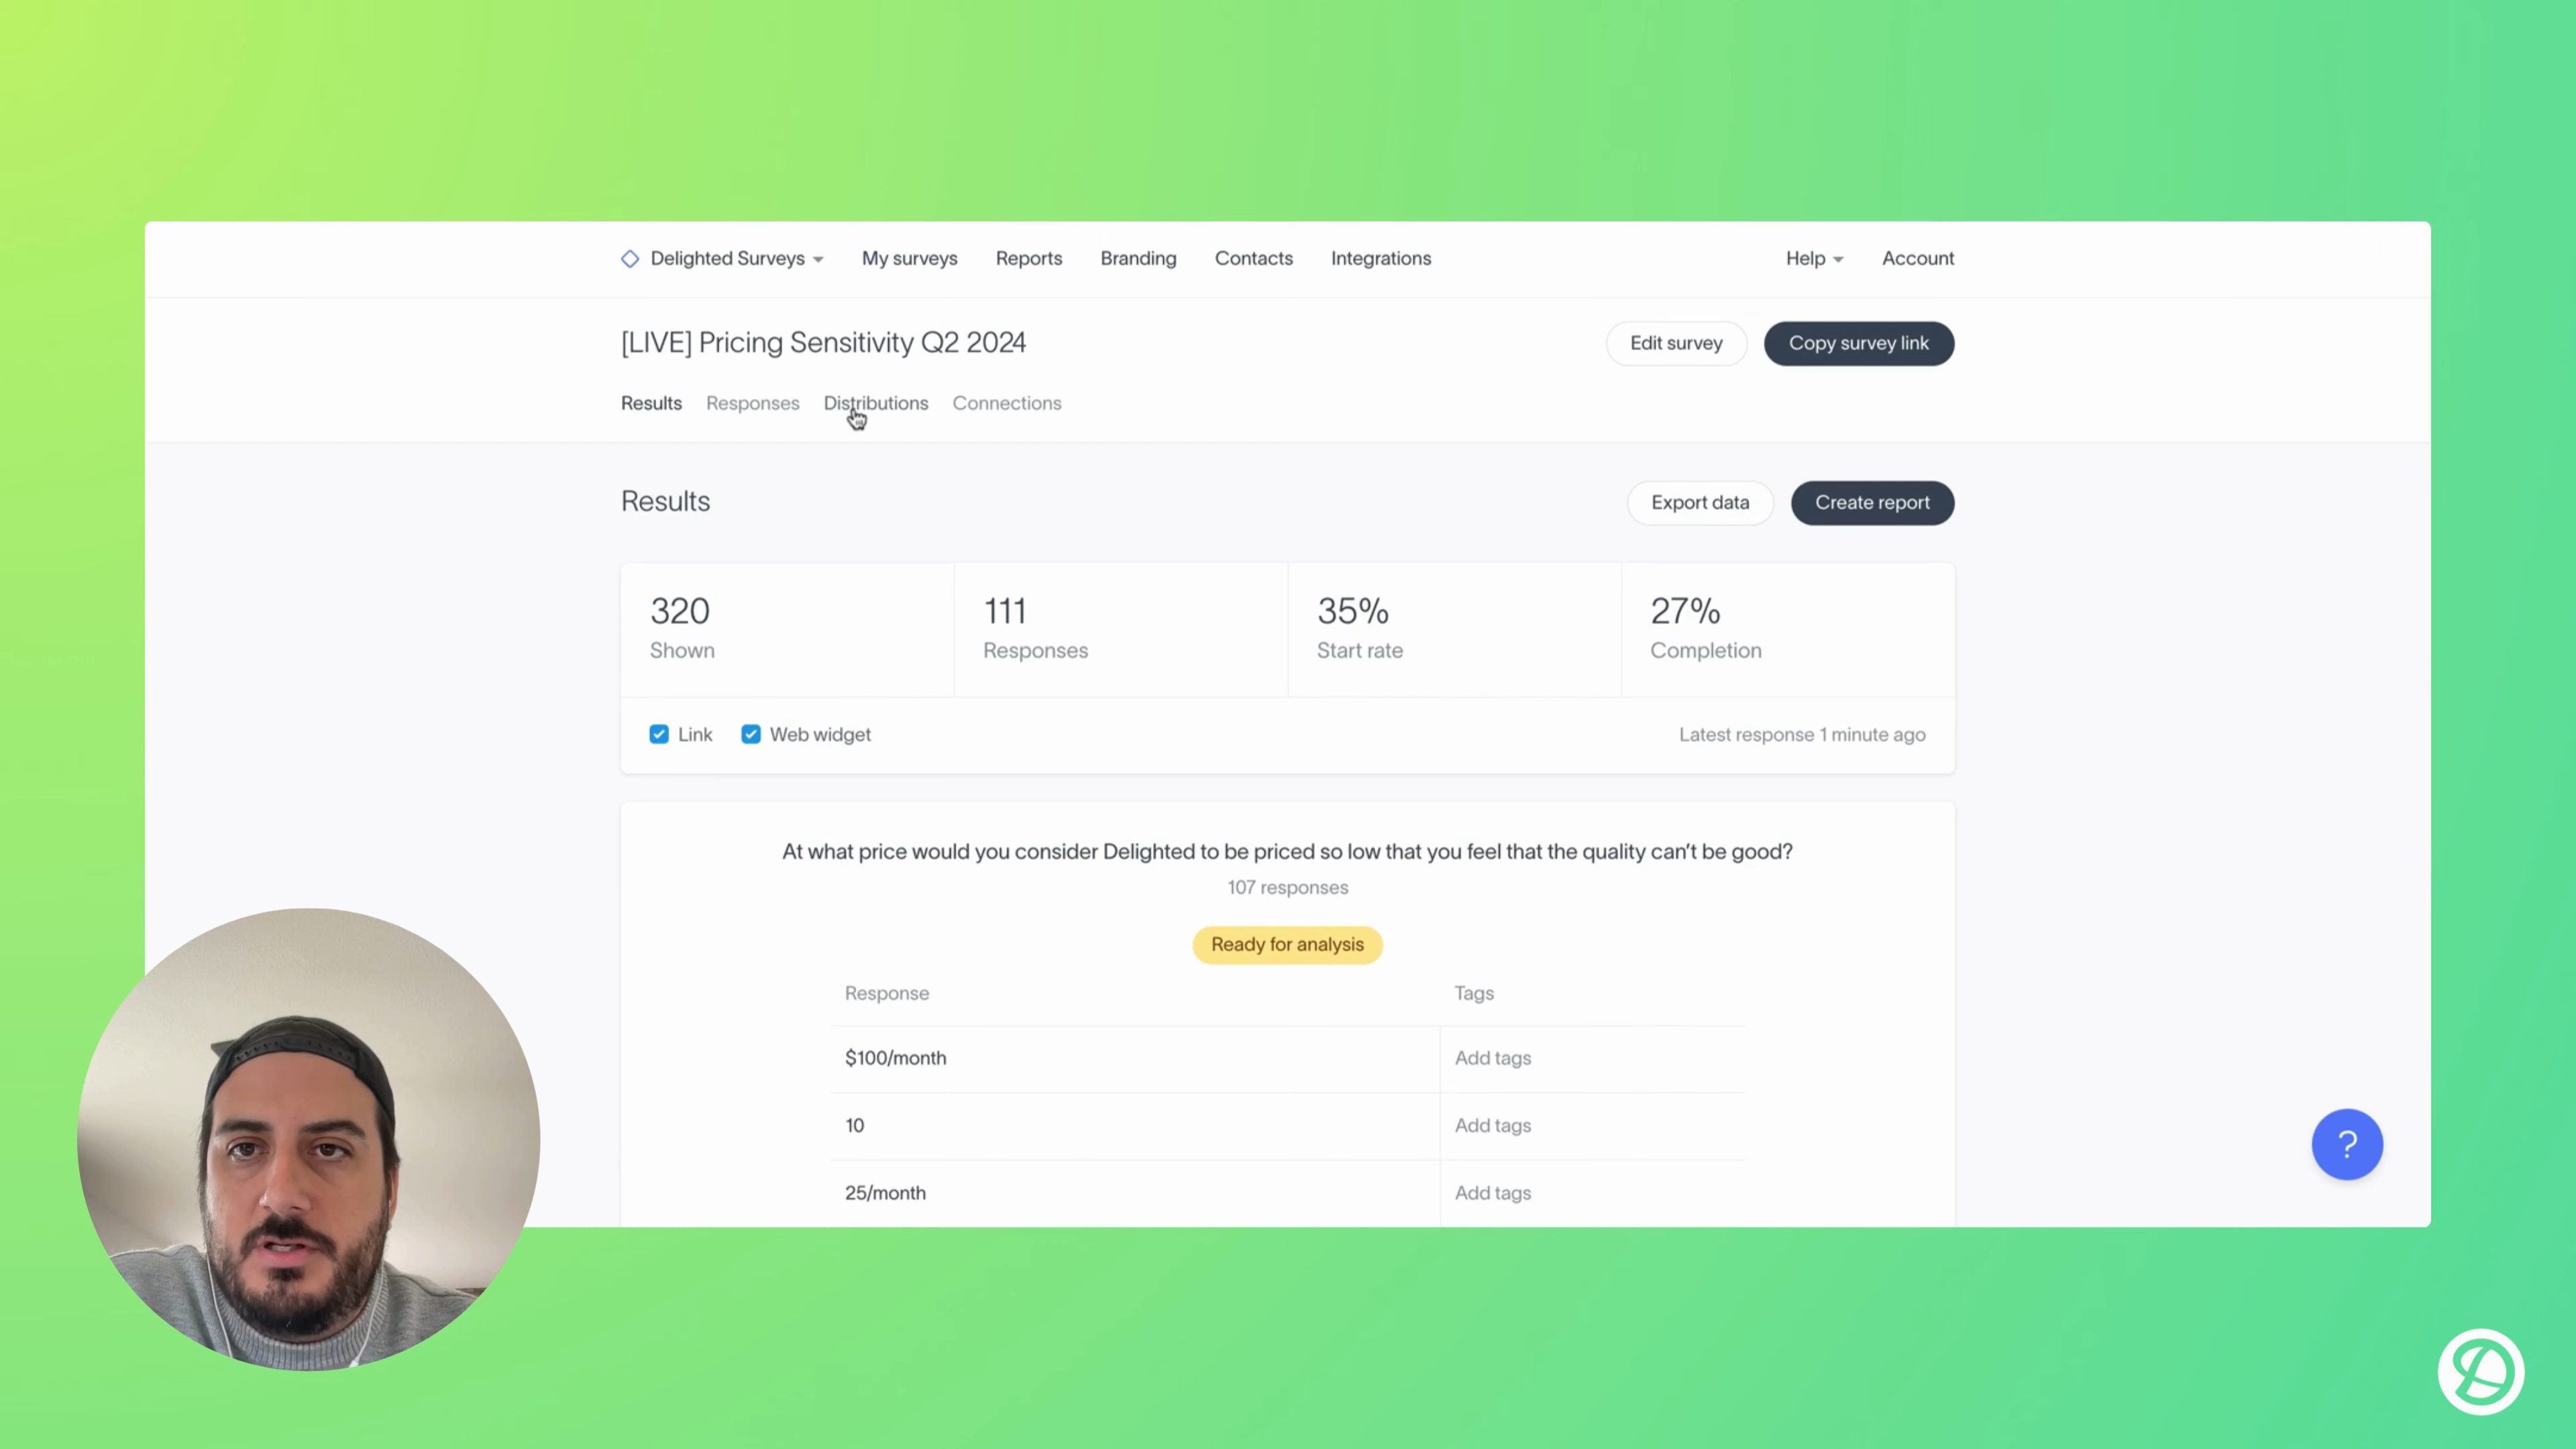 Delighted Surveys My surveys Reports Branding Contacts Integrations Help Account
[LIVE] Pricing Sensitivity Q2 2024 Edit survey Copy survey link
Results Responses Distributions Connections
Results Export data Create report
320 111 35% 27%
Shown Responses Start rate Completion
Link Web widget Latest response 1 minute ago
At what price would you consider Delighted to be priced so low that you feel that the quality can't be good?
107 responses
Ready for analysis
Response Tags
$100/month Add tags
10 Add tags
25/month Add tags
?